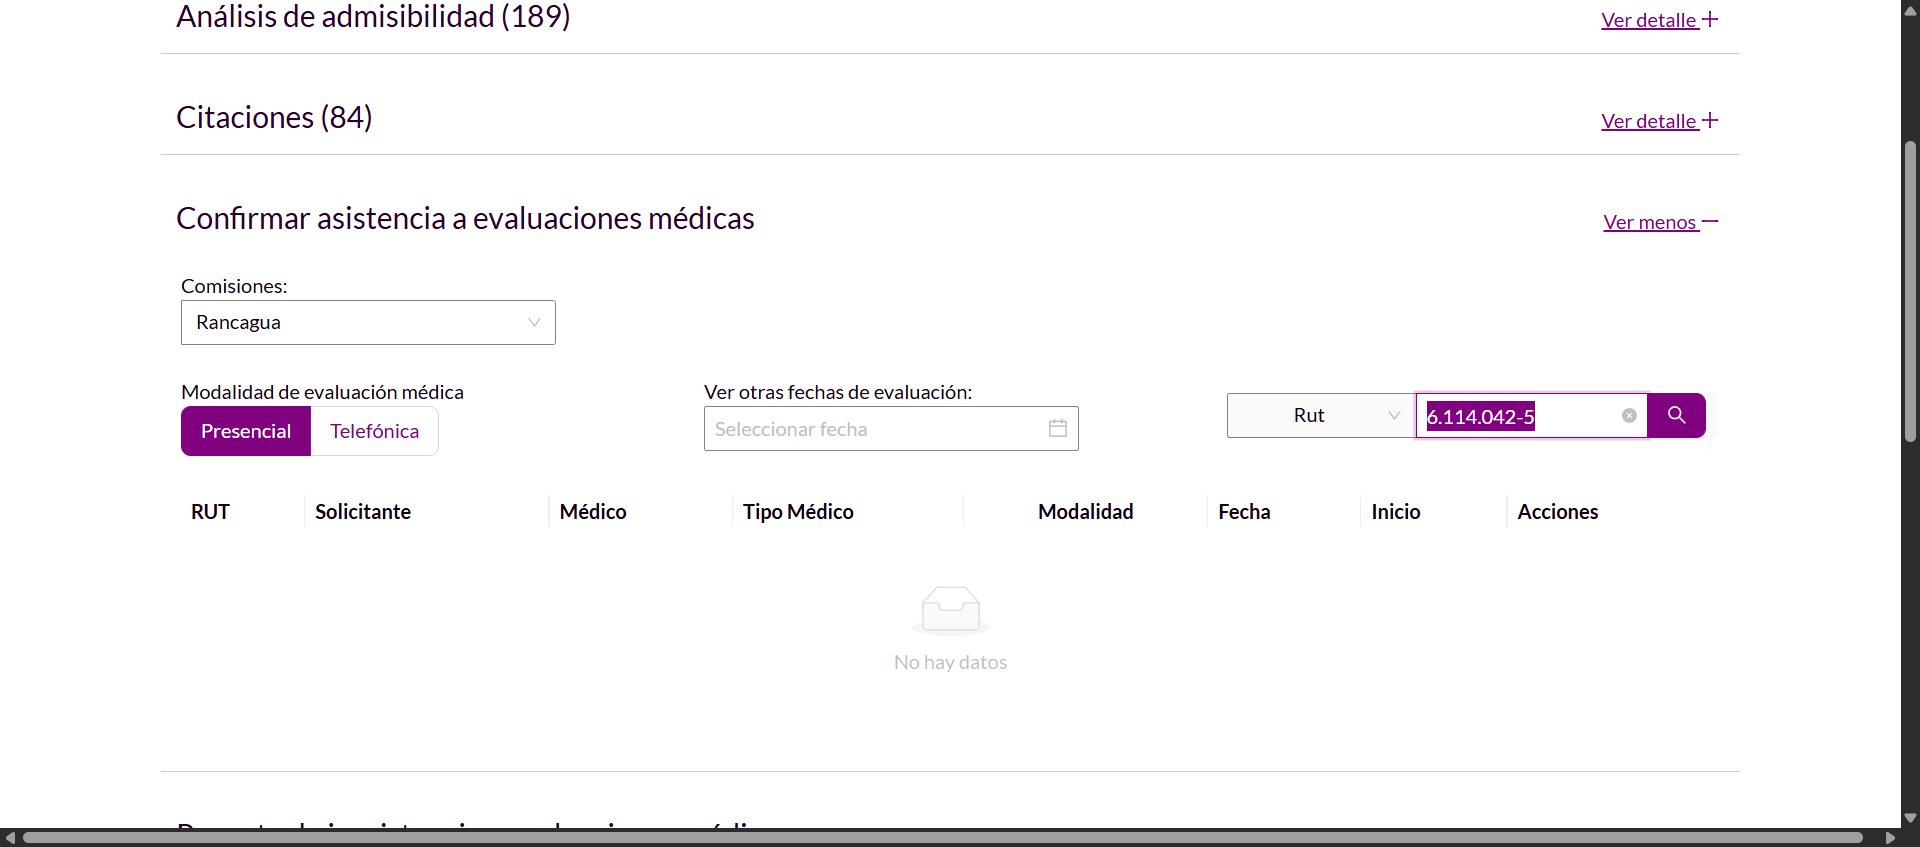 Análisis de admisibilidad (189)
Ver detalle
Citaciones (84)
Ver detalle
Confirmar asistencia a evaluaciones médicas
Ver menos
Comisiones:
Rancagua
Modalidad de evaluación médica
Ver otras fechas de evaluación:
Presencial
Telefónica
Seleccionar fecha
Rut
6.114.042-5
RUT
Solicitante
Médico
Tipo Médico
Modalidad
Fecha
Inicio
Acciones
No hay datos